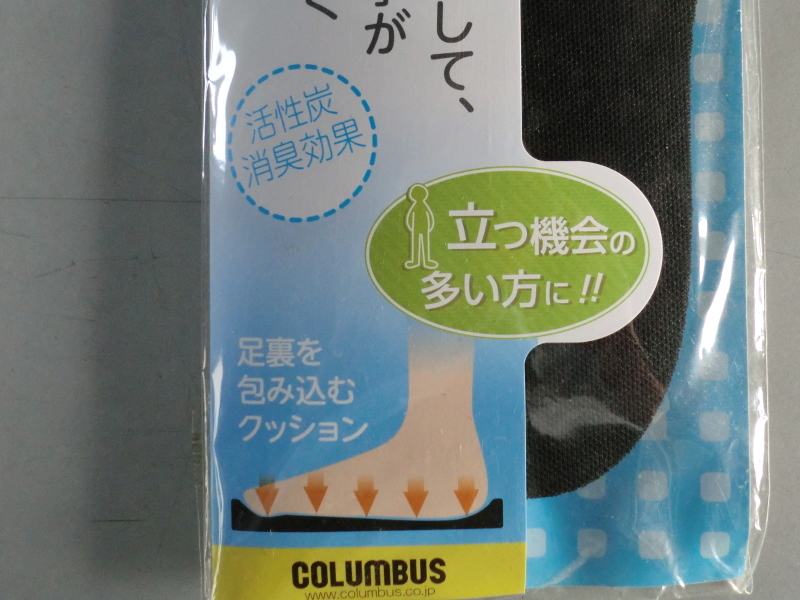 して、
が
活性炭
消臭効果
立つ機会の
多い方に!!
足裏を
包み込む
クッション
COLUMBUS
www.columbus.co.jp